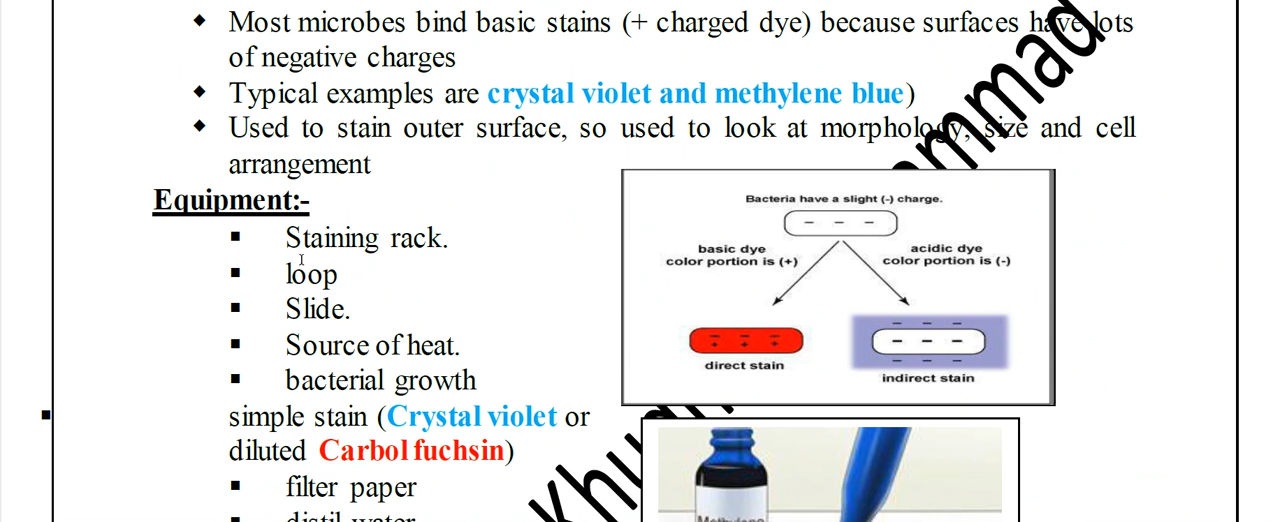 ◆ Most microbes bind basic stains (+ charged dye) because surfaces have lots
of negative charges
◆ Typical examples are crystal violet and methylene blue)
◆ Used to stain outer surface, so used to look at morphology, size and cell
arrangement
Equipment:-
▪ Staining rack.
▪ loop
▪ Slide.
▪ Source of heat.
▪ bacterial growth
▪ simple stain (Crystal violet or
diluted Carbol fuchsin)
▪ filter paper
▪ distil water
Bacteria have a slight (-) charge.
− − −
basic dye
color portion is (+)
acidic dye
color portion is (-)
− − −
+ + +
direct stain
− − −
− − −
− − −
indirect stain